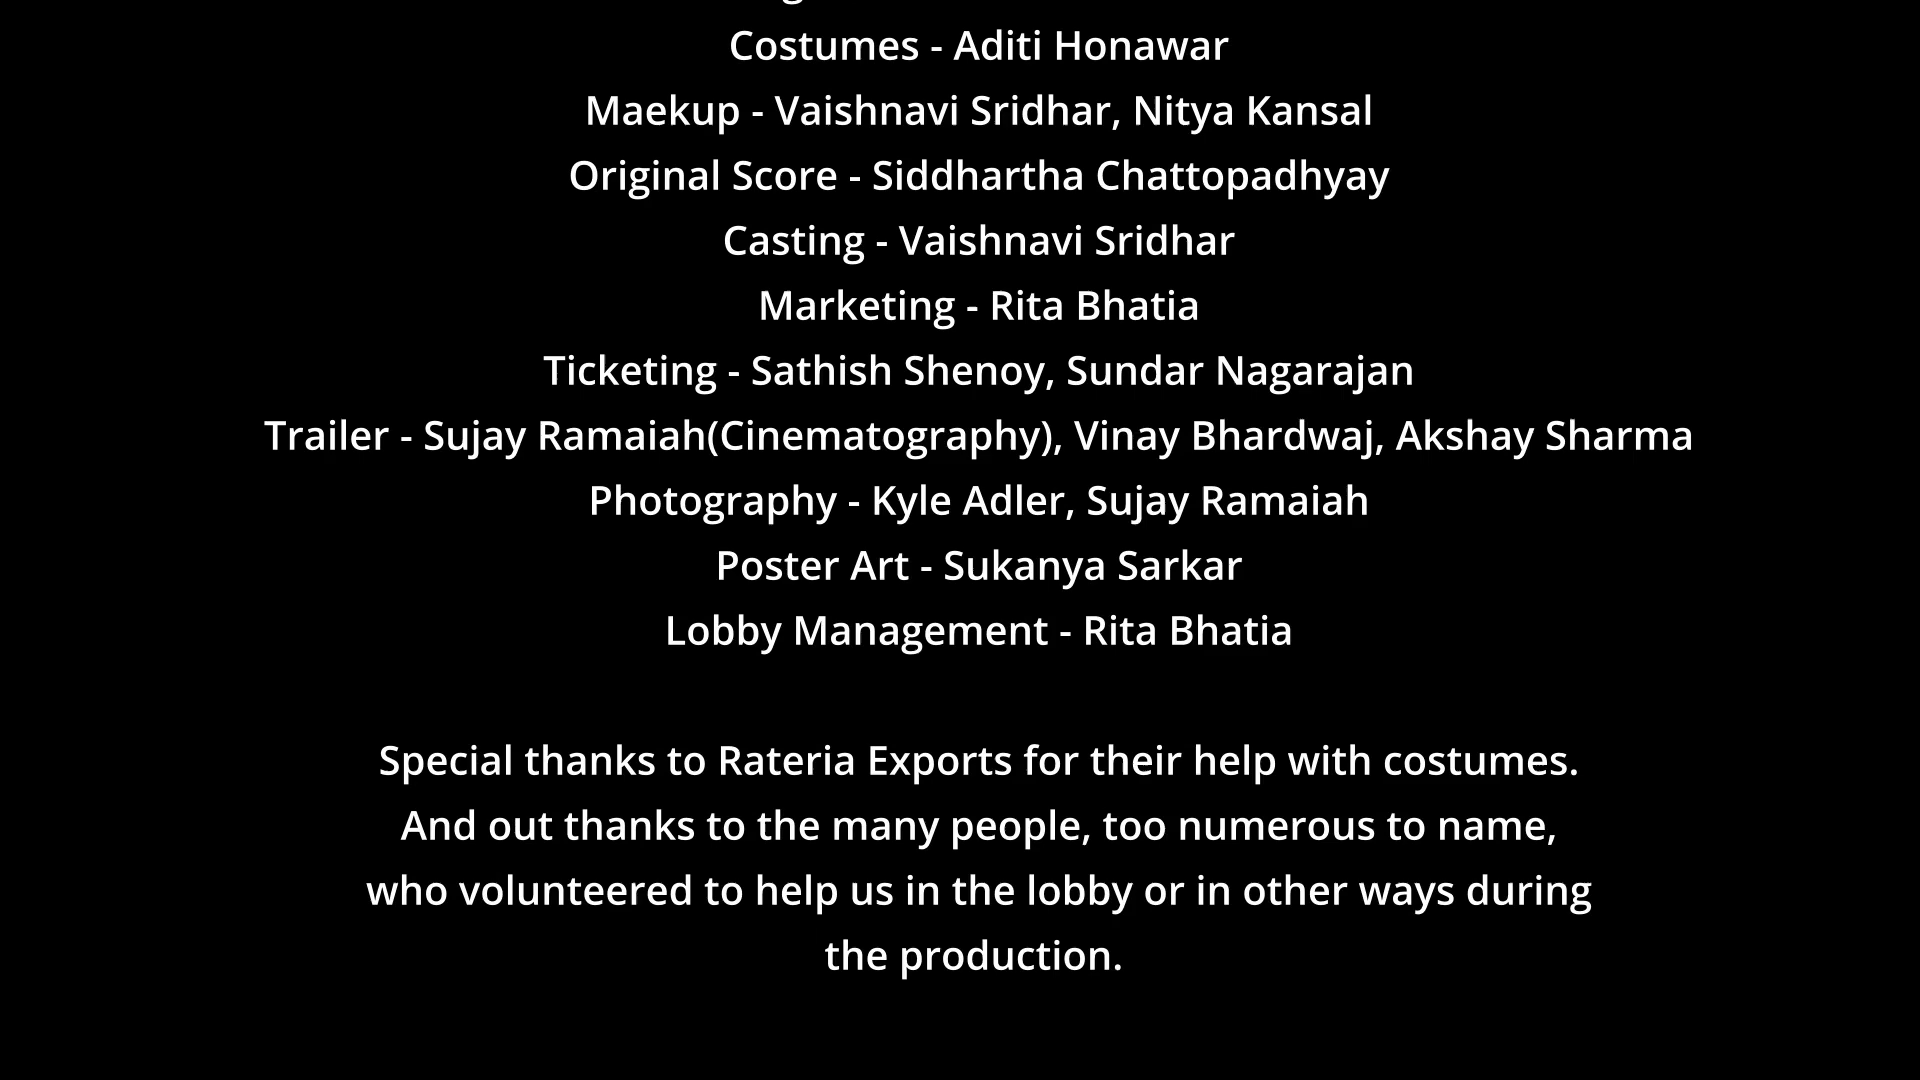 Costumes - Aditi Honawar
Maekup - Vaishnavi Sridhar, Nitya Kansal
Original Score - Siddhartha Chattopadhyay
Casting - Vaishnavi Sridhar
Marketing - Rita Bhatia
Ticketing - Sathish Shenoy, Sundar Nagarajan
Trailer - Sujay Ramaiah(Cinematography), Vinay Bhardwaj, Akshay Sharma
Photography - Kyle Adler, Sujay Ramaiah
Poster Art - Sukanya Sarkar
Lobby Management - Rita Bhatia
Special thanks to Rateria Exports for their help with costumes.
And out thanks to the many people, too numerous to name,
who volunteered to help us in the lobby or in other ways during
the production.